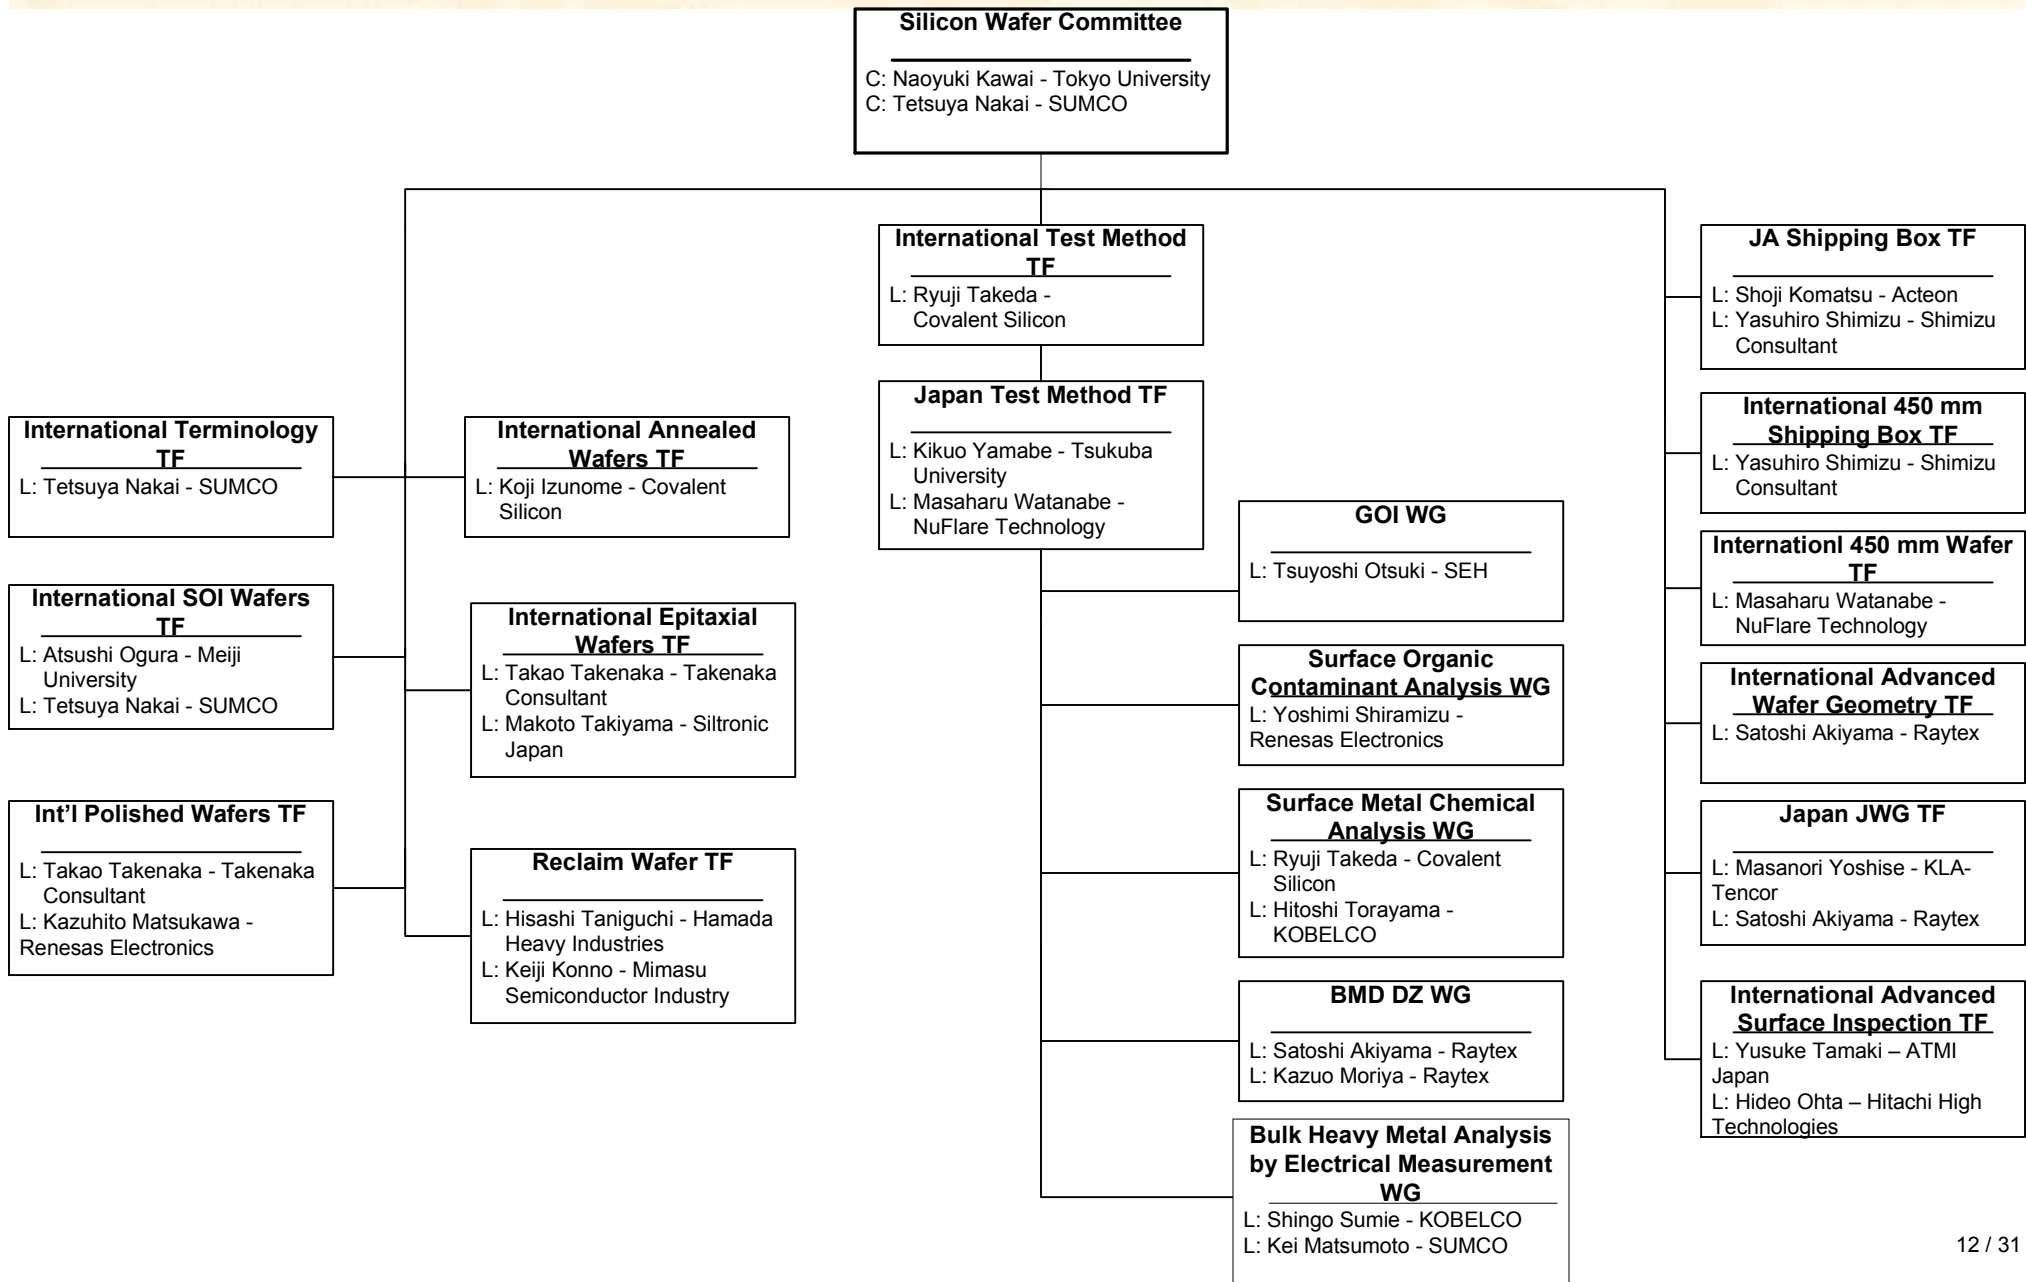 Silicon Wafer Committee
C: Naoyuki Kawai - Tokyo University
C: Tetsuya Nakai - SUMCO
International Test Method
TF
L: Ryuji Takeda -
Covalent Silicon
Japan Test Method TF
L: Kikuo Yamabe - Tsukuba
University
L: Masaharu Watanabe -
NuFlare Technology
International Terminology
TF
L: Tetsuya Nakai - SUMCO
International SOI Wafers
TF
L: Atsushi Ogura - Meiji
University
L: Tetsuya Nakai - SUMCO
Int’l Polished Wafers TF
L: Takao Takenaka - Takenaka
Consultant
L: Kazuhito Matsukawa -
Renesas Electronics
International Annealed
Wafers TF
L: Koji Izunome - Covalent
Silicon
International Epitaxial
Wafers TF
L: Takao Takenaka - Takenaka
Consultant
L: Makoto Takiyama - Siltronic
Japan
Reclaim Wafer TF
L: Hisashi Taniguchi - Hamada
Heavy Industries
L: Keiji Konno - Mimasu
Semiconductor Industry
GOI WG
L: Tsuyoshi Otsuki - SEH
Surface Organic
Contaminant Analysis WG
L: Yoshimi Shiramizu -
Renesas Electronics
Surface Metal Chemical
Analysis WG
L: Ryuji Takeda - Covalent
Silicon
L: Hitoshi Torayama -
KOBELCO
BMD DZ WG
L: Satoshi Akiyama - Raytex
L: Kazuo Moriya - Raytex
Bulk Heavy Metal Analysis
by Electrical Measurement
WG
L: Shingo Sumie - KOBELCO
L: Kei Matsumoto - SUMCO
JA Shipping Box TF
L: Shoji Komatsu - Acteon
L: Yasuhiro Shimizu - Shimizu
Consultant
International 450 mm
Shipping Box TF
L: Yasuhiro Shimizu - Shimizu
Consultant
Internationl 450 mm Wafer
TF
L: Masaharu Watanabe -
NuFlare Technology
International Advanced
Wafer Geometry TF
L: Satoshi Akiyama - Raytex
Japan JWG TF
L: Masanori Yoshise - KLA-
Tencor
L: Satoshi Akiyama - Raytex
International Advanced
Surface Inspection TF
L: Yusuke Tamaki – ATMI
Japan
L: Hideo Ohta – Hitachi High
Technologies
12 / 31